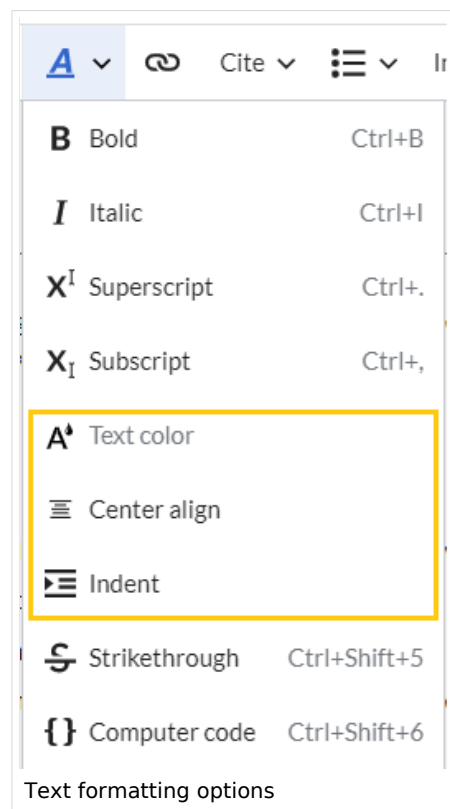 A Cite
B Bold Ctrl+B
I Italic Ctrl+I
X^I Superscript Ctrl+.
X_I Subscript Ctrl+,
A Text color
Center align
Indent
S Strikethrough Ctrl+Shift+5
{} Computer code Ctrl+Shift+6
Text formatting options